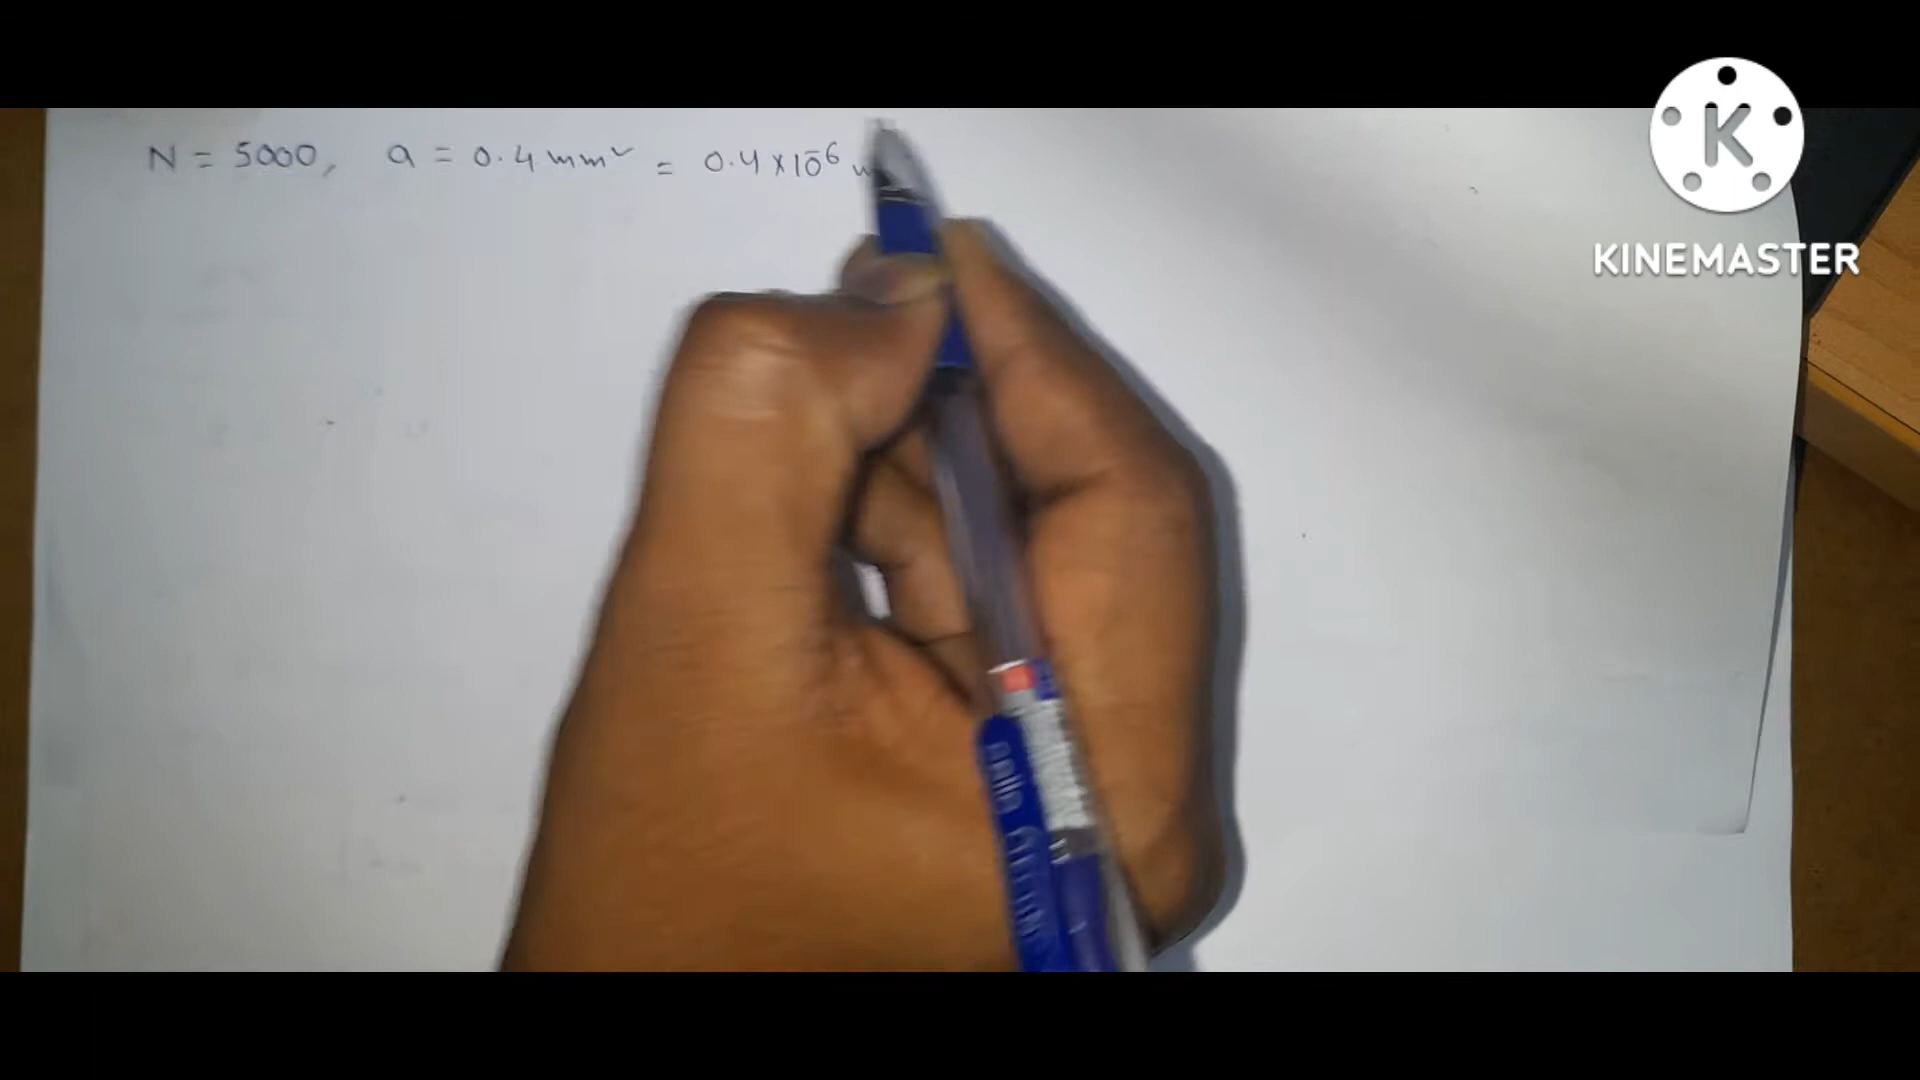 N = 5000, a = 0.4 mm² = 0.4 × 10⁻⁶
K
KINEMASTER